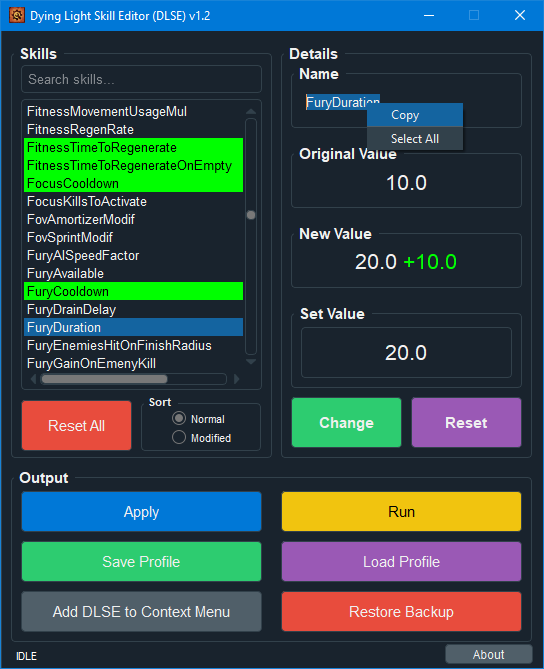 Dying Light Skill Editor (DLSE) v1.2
Skills
Search skills...
FitnessMovementUsageMul
FitnessRegenRate
FitnessTimeToRegenerate
FitnessTimeToRegenerateOnEmpty
FocusCooldown
FocusKillsToActivate
FovAmortizerModif
FovSprintModif
FuryAISpeedFactor
FuryAvailable
FuryCooldown
FuryDrainDelay
FuryDuration
FuryEnemiesHitOnFinishRadius
FuryGainOnEmenyKill
Reset All
Sort
Normal
Modified
Details
Name
FuryDuration
Copy
Select All
Original Value
10.0
New Value
20.0 +10.0
Set Value
20.0
Change
Reset
Output
Apply
Run
Save Profile
Load Profile
Add DLSE to Context Menu
Restore Backup
IDLE
About